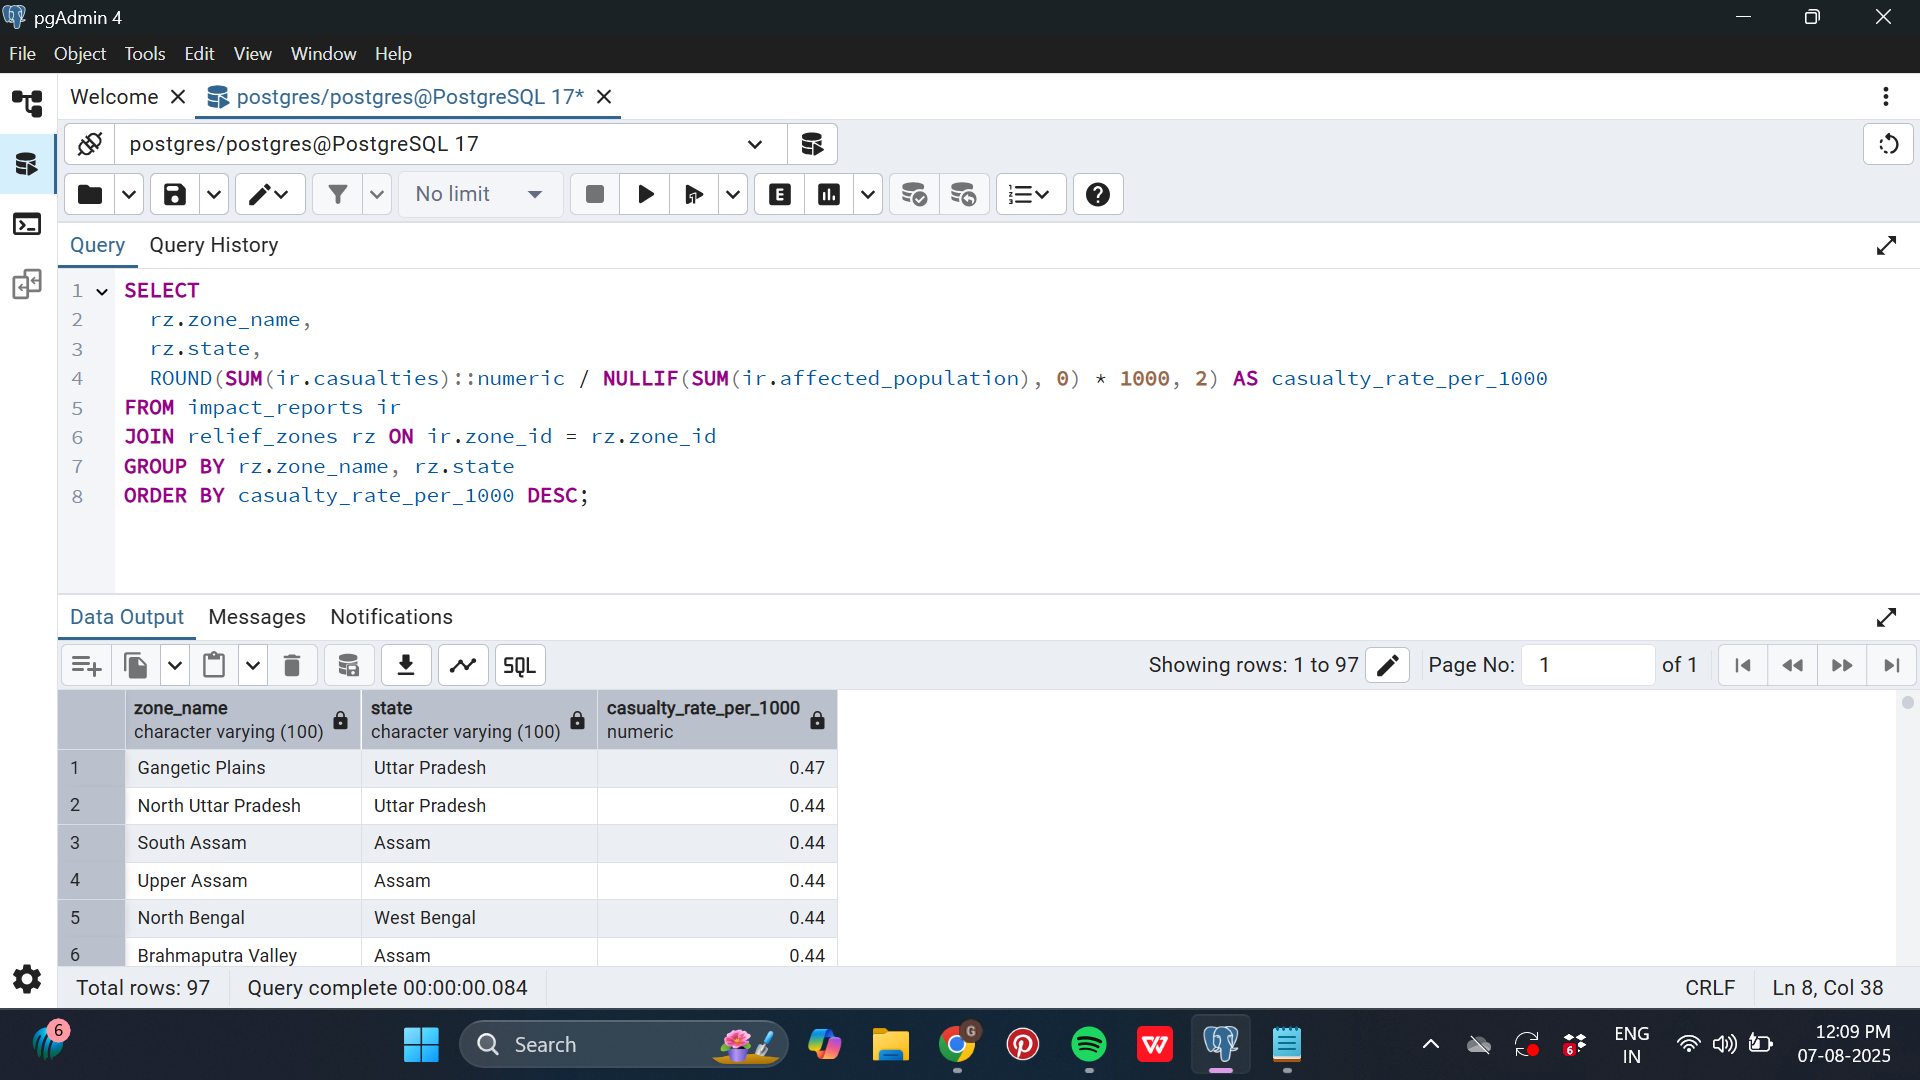 pgAdmin 4
File Object Tools Edit View Window Help
Welcome postgres/postgres@PostgreSQL 17*
postgres/postgres@PostgreSQL 17
No limit
E
Query Query History
1 SELECT
2 rz.zone_name,
3 rz.state,
4 ROUND(SUM(ir.casualties)::numeric / NULLIF(SUM(ir.affected_population), 0) * 1000, 2) AS casualty_rate_per_1000
5 FROM impact_reports ir
6 JOIN relief_zones rz ON ir.zone_id = rz.zone_id
7 GROUP BY rz.zone_name, rz.state
8 ORDER BY casualty_rate_per_1000 DESC;
Data Output Messages Notifications
SQL Showing rows: 1 to 97 Page No: 1 of 1
zone_name state casualty_rate_per_1000
character varying (100) character varying (100) numeric
1 Gangetic Plains Uttar Pradesh 0.47
2 North Uttar Pradesh Uttar Pradesh 0.44
3 South Assam Assam 0.44
4 Upper Assam Assam 0.44
5 North Bengal West Bengal 0.44
6 Brahmaputra Valley Assam 0.44
Total rows: 97 Query complete 00:00:00.084 CRLF Ln 8, Col 38
6 Search G 6 ENG 12:09 PM
IN 07-08-2025